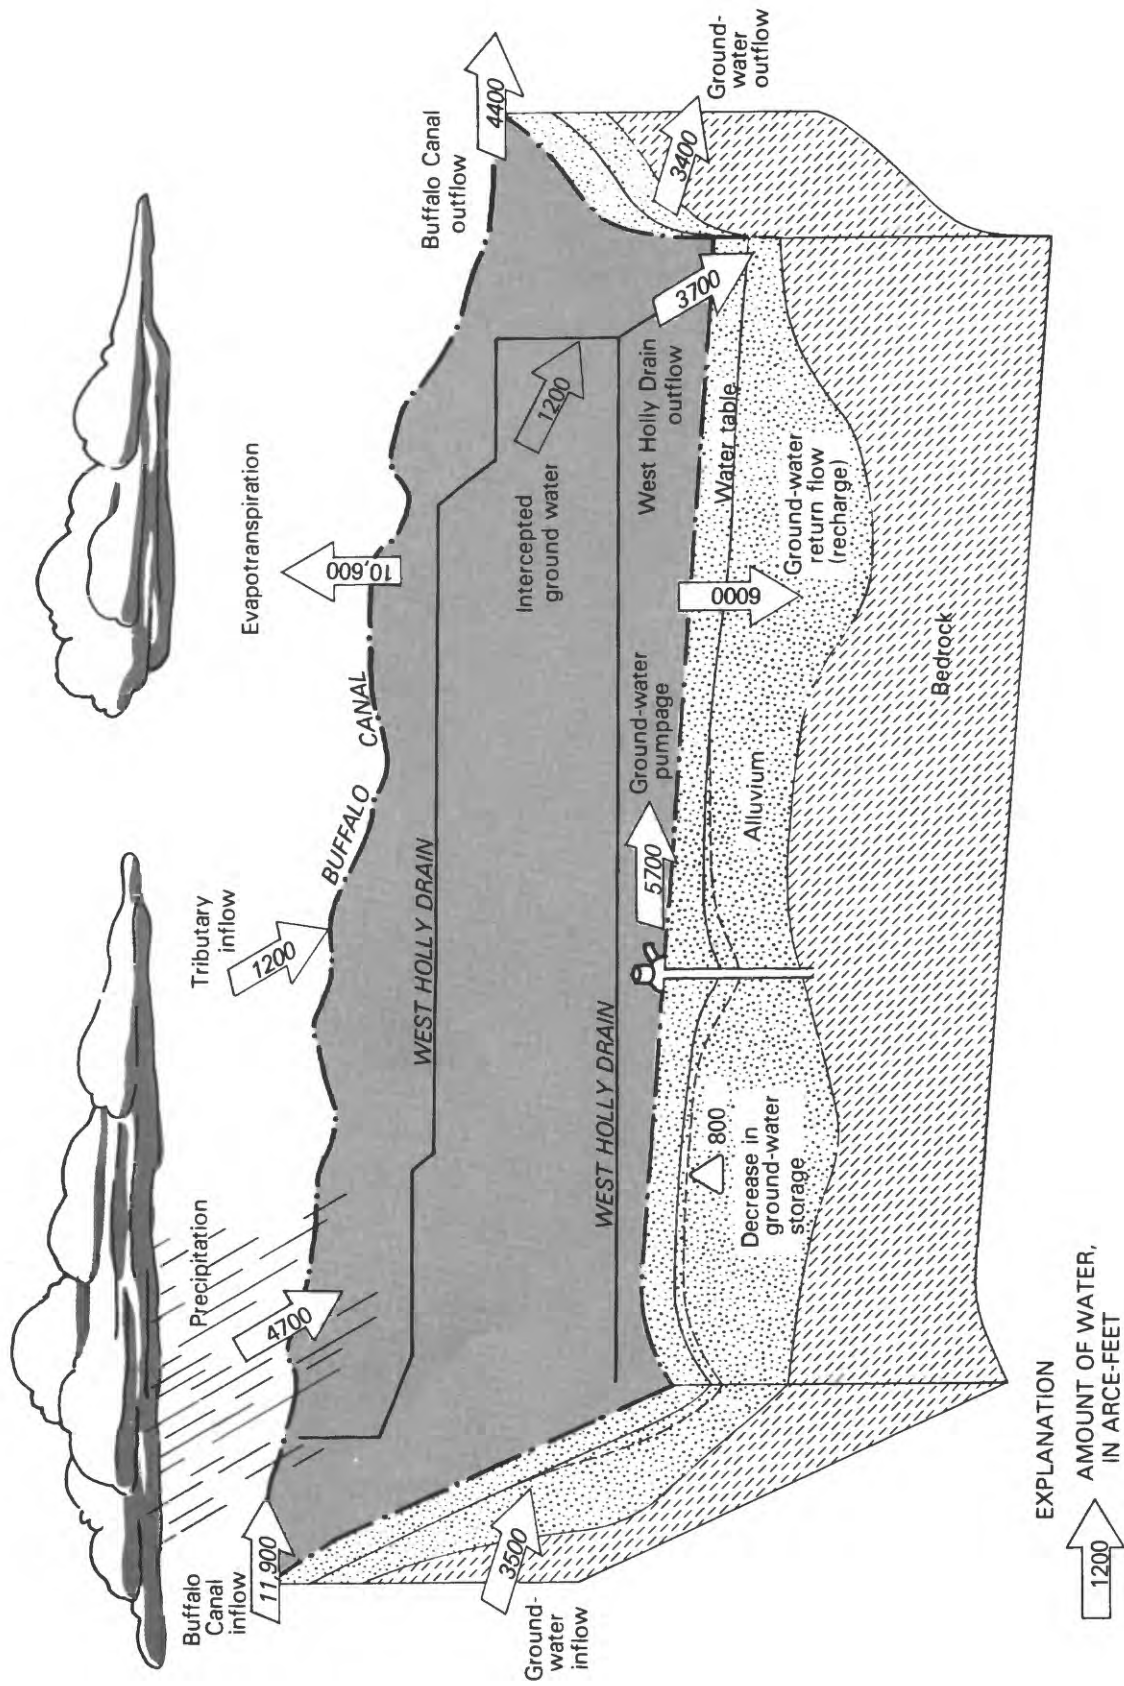 Precipitation
4700
Tributary
inflow
1200
Evapotranspiration
10,600
Buffalo
Canal
inflow
11,900
BUFFALO CANAL
Buffalo Canal
outflow
4400
WEST HOLLY DRAIN
Intercepted
ground water
1200
WEST HOLLY DRAIN
West Holly Drain
outflow
3700
Ground-
water
inflow
3500
Ground-water
pumpage
5700
Water table
Ground-
water
outflow
3400
800
Decrease in
ground-water
storage
Alluvium
6000
Ground-water
return flow
(recharge)
Bedrock
EXPLANATION
1200
AMOUNT OF WATER,
IN ARCE-FEET